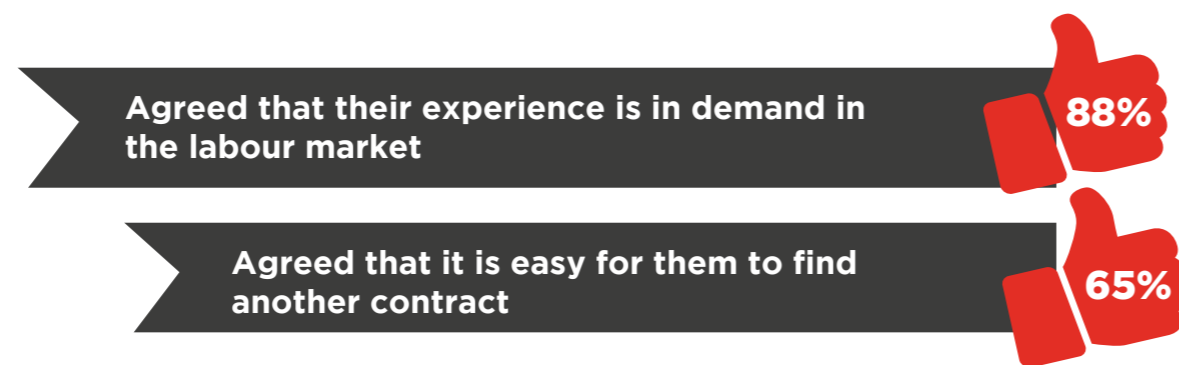 Agreed that their experience is in demand in
the labour market
88%
Agreed that it is easy for them to find
another contract
65%